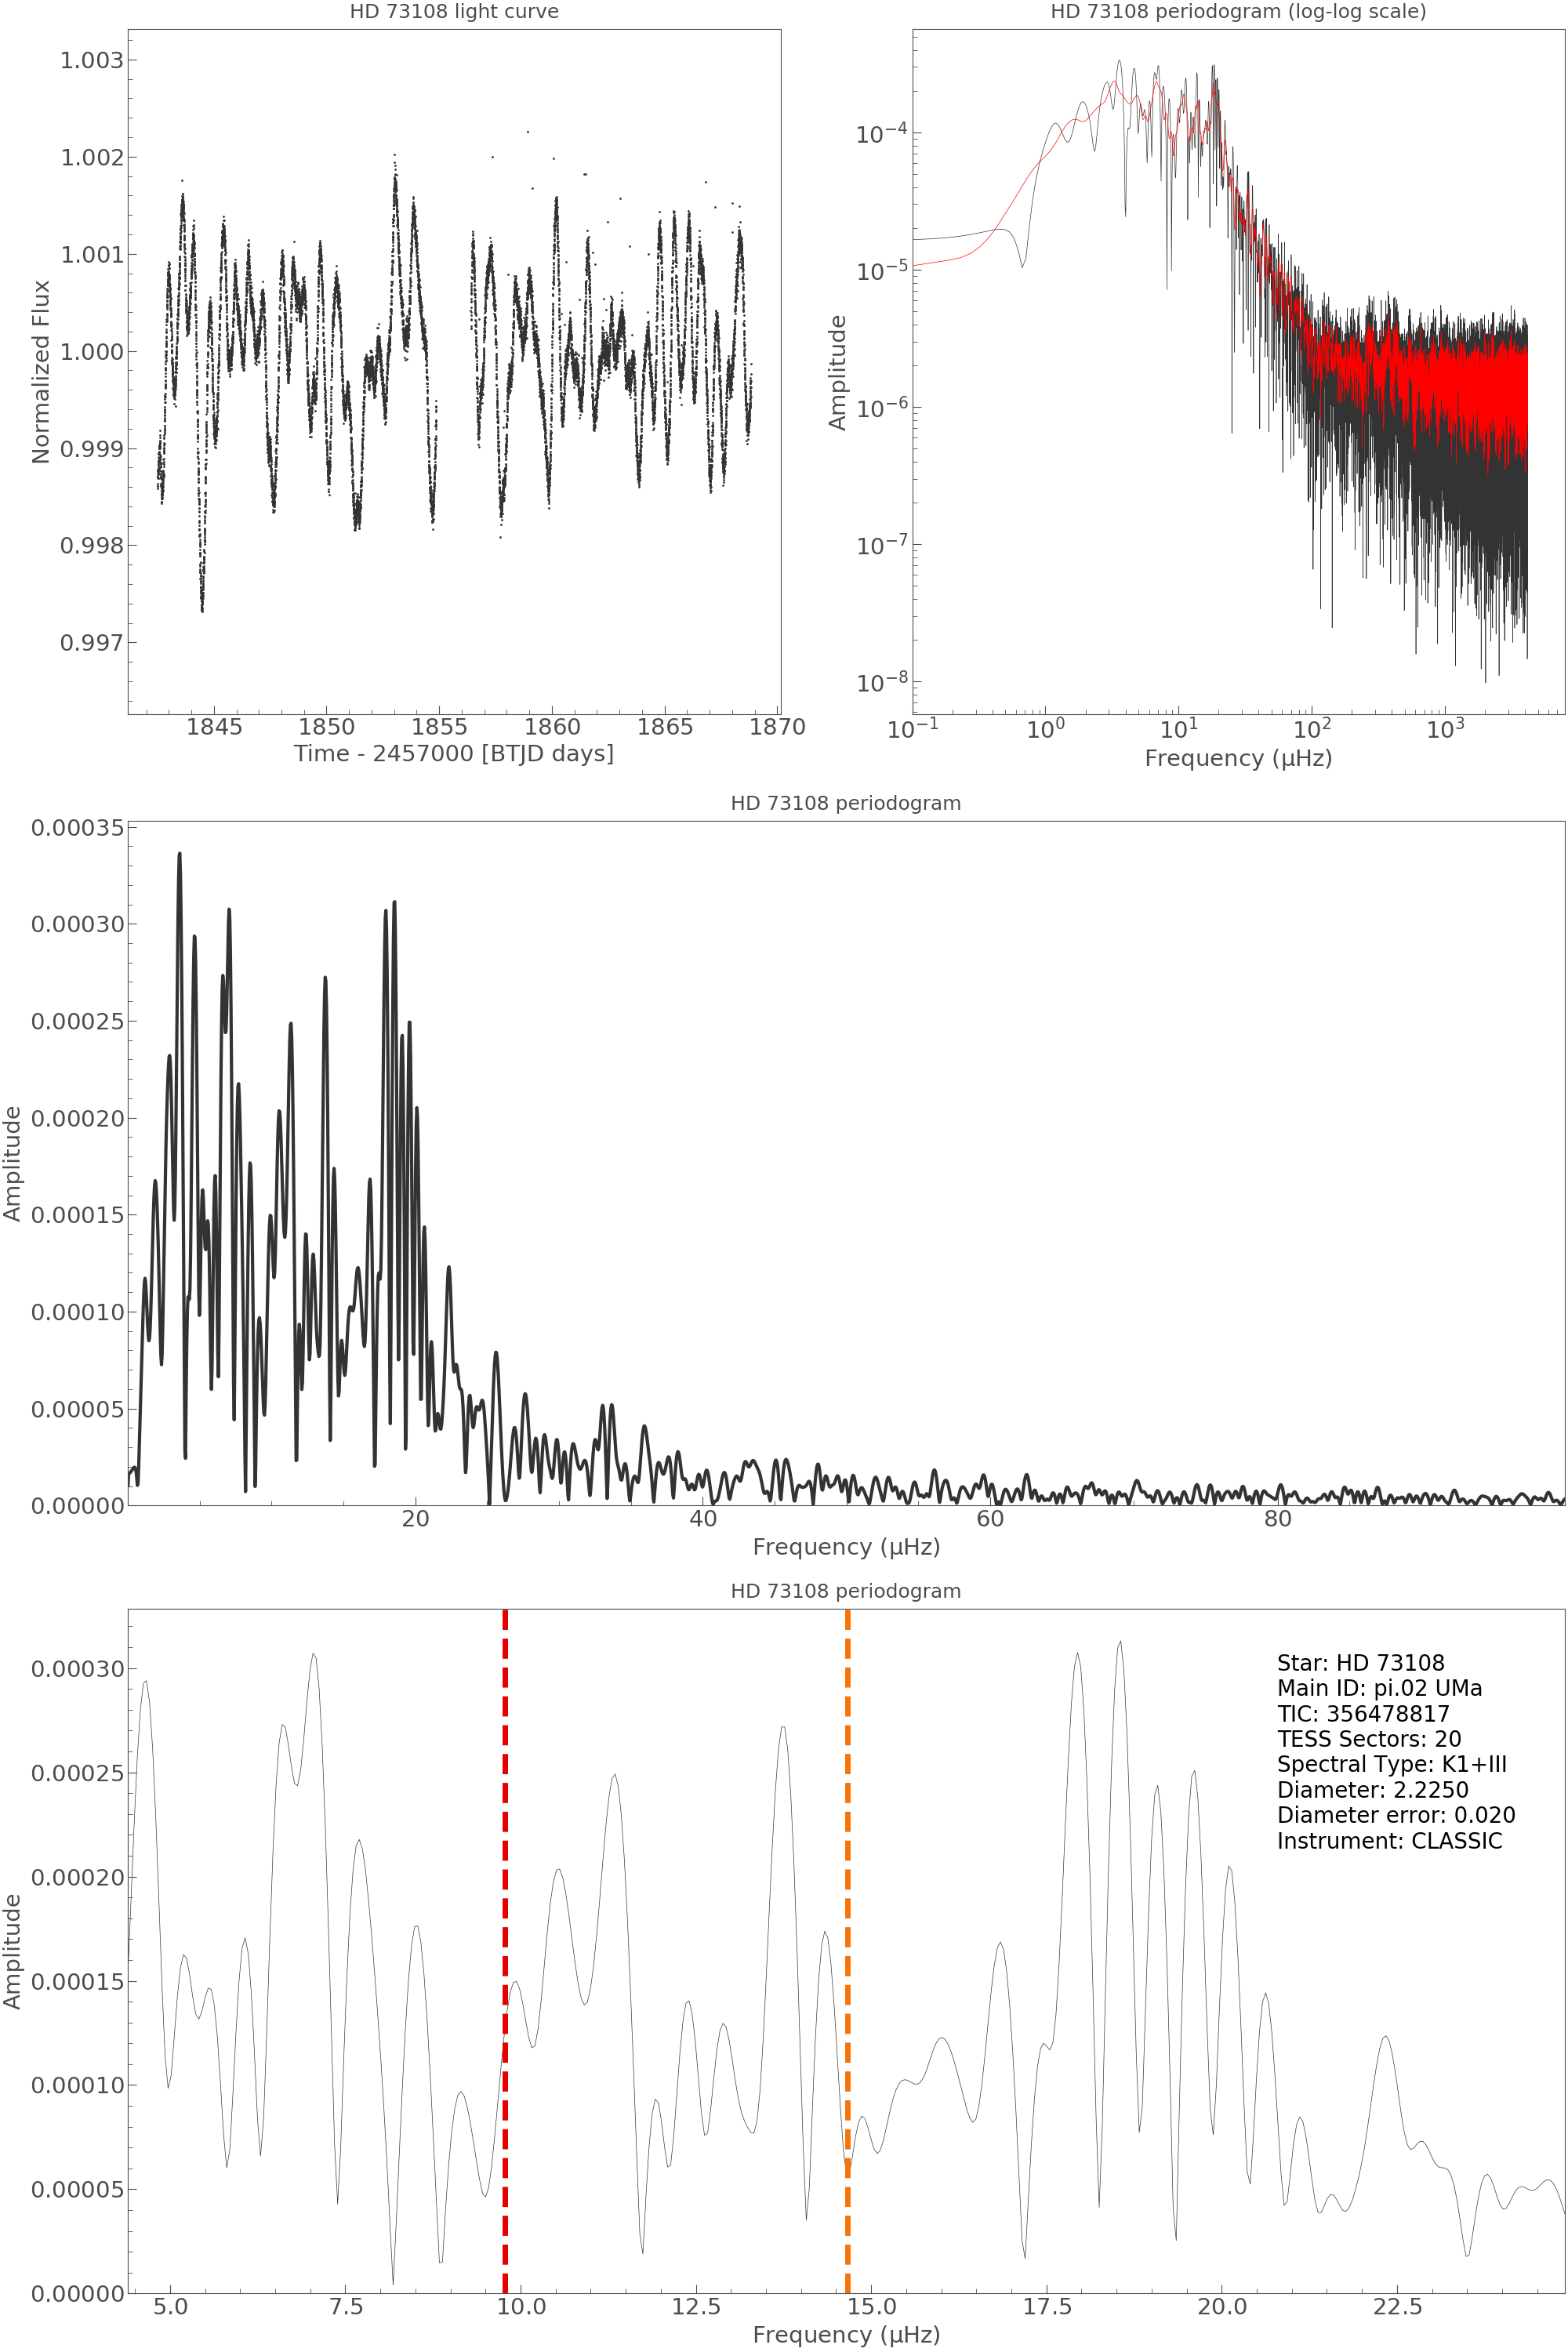 HD 73108 light curve
1.003
1.002
1.001
1.000
0.999
0.998
0.997
Normalized Flux
1845 1850 1855 1860 1865 1870
Time - 2457000 [BTJD days]
HD 73108 periodogram (log-log scale)
10⁻⁴
10⁻⁵
10⁻⁶
10⁻⁷
10⁻⁸
Amplitude
10⁻¹ 10⁰ 10¹ 10² 10³
Frequency (μHz)
HD 73108 periodogram
0.00035
0.00030
0.00025
0.00020
0.00015
0.00010
0.00005
0.00000
Amplitude
20 40 60 80
Frequency (μHz)
HD 73108 periodogram
0.00030
0.00025
0.00020
0.00015
0.00010
0.00005
0.00000
Amplitude
Star: HD 73108
Main ID: pi.02 UMa
TIC: 356478817
TESS Sectors: 20
Spectral Type: K1+III
Diameter: 2.2250
Diameter error: 0.020
Instrument: CLASSIC
5.0 7.5 10.0 12.5 15.0 17.5 20.0 22.5
Frequency (μHz)